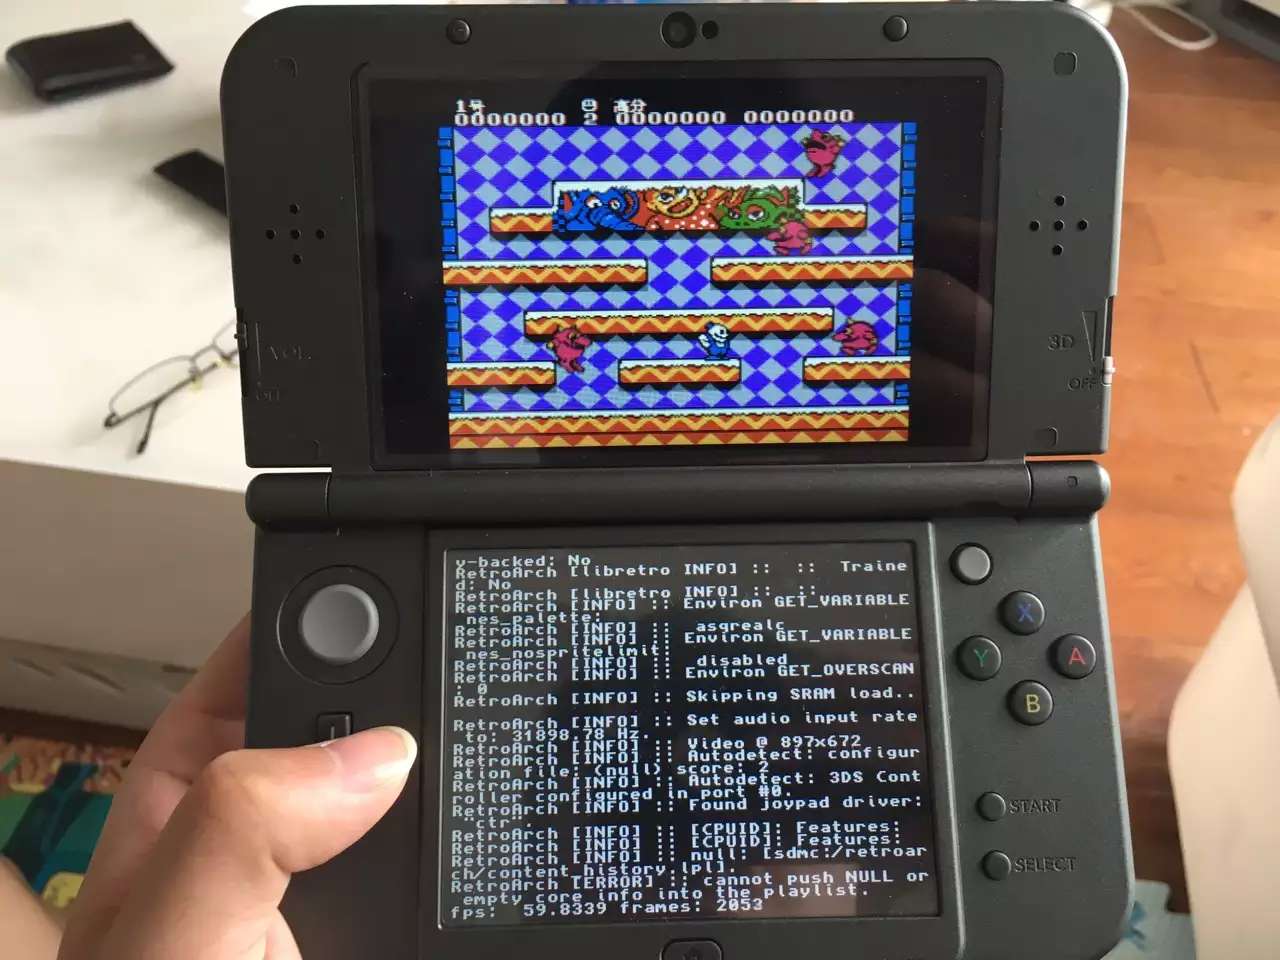 1号 巴 高分
0000000 2 0000000 0000000
VOL
3D
OFF
y-backed: No
RetroArch [libretro INFO] ::  ::  Traine
d: No
RetroArch [libretro INFO] ::  ::
RetroArch [INFO] :: Environ GET_VARIABLE
nes_palette:
RetroArch [INFO] ::  asqrealc
RetroArch [INFO] :: Environ GET_VARIABLE
nes_nospritelimit:
RetroArch [INFO] ::  disabled
RetroArch [INFO] :: Environ GET_OVERSCAN
: 0
RetroArch [INFO] :: Skipping SRAM load..
RetroArch [INFO] :: Set audio input rate
to: 31898.78 Hz.
RetroArch [INFO] :: Video @ 897x672
RetroArch [INFO] :: Autodetect: configur
ation file: (null) score: 2
RetroArch [INFO] :: Autodetect: 3DS Cont
roller configured in port #0.
RetroArch [INFO] :: Found joypad driver:
"ctr".
RetroArch [INFO] :: [CPUID]: Features:
RetroArch [INFO] :: [CPUID]: Features:
RetroArch [INFO] :: null: [sdmc:/retroar
ch/content_history.lpl].
RetroArch [ERROR] :: cannot push NULL or
empty core info into the playlist.
fps:  59.8339 frames: 2053
X
Y
A
B
START
SELECT